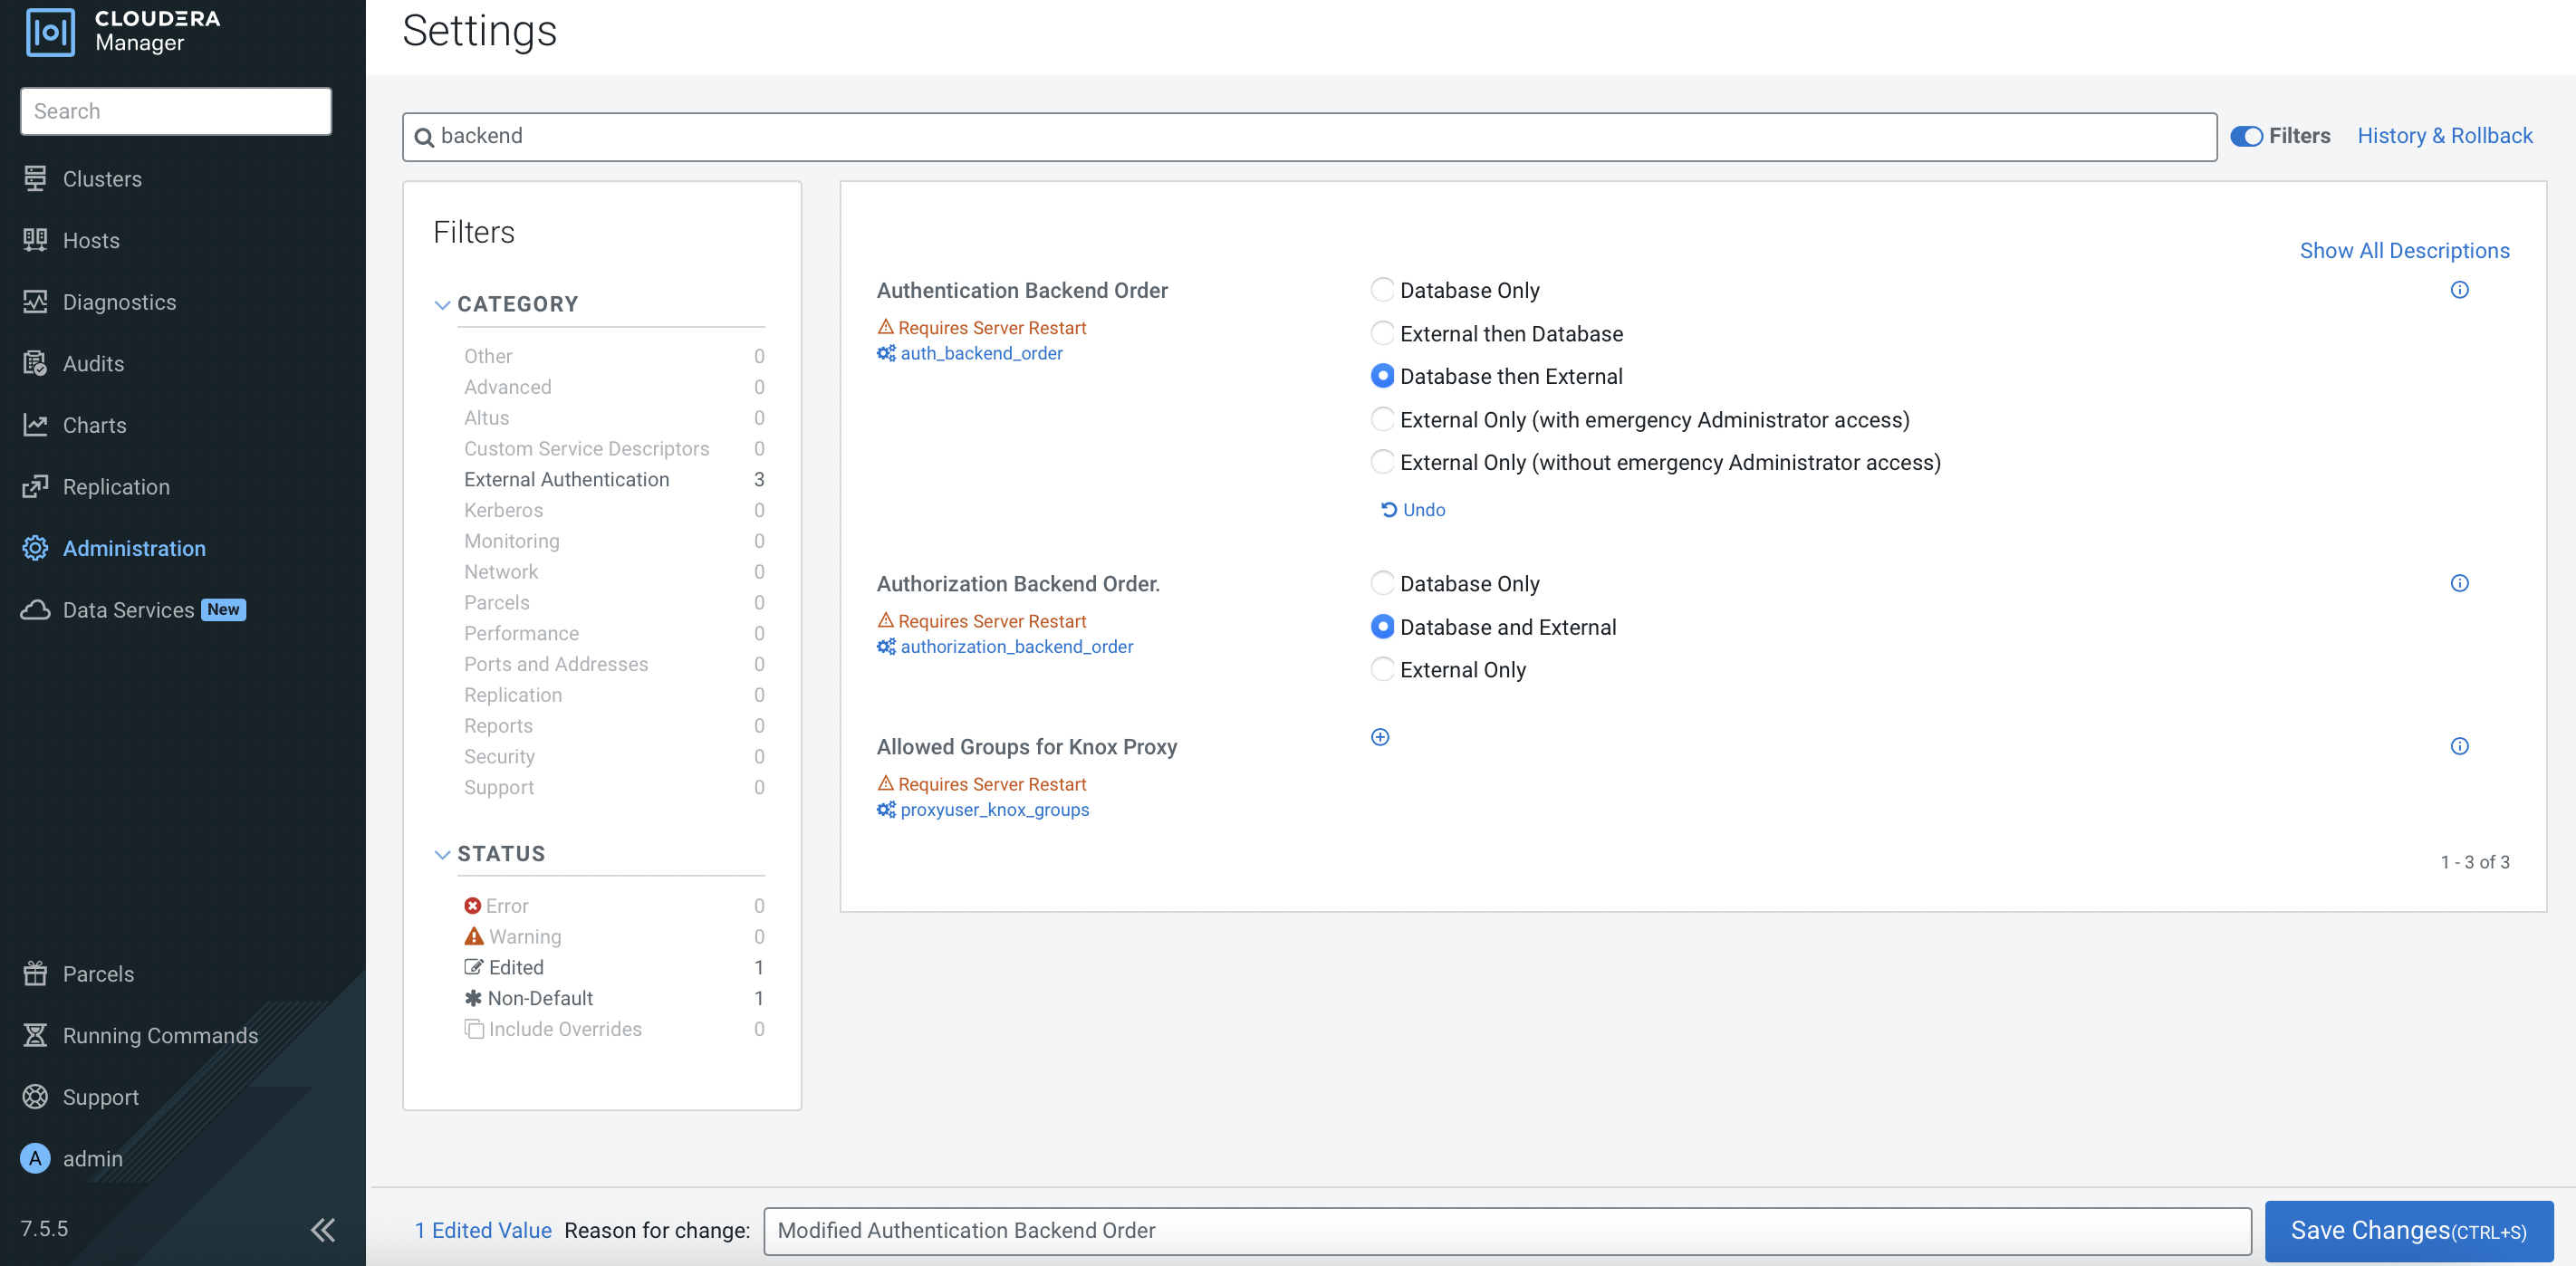 CLOUDERA
Manager
Search
Clusters
Hosts
Diagnostics
Audits
Charts
Replication
Administration
Data Services New
Parcels
Running Commands
Support
A admin
7.5.5
Settings
backend
Filters
History & Rollback
Filters
CATEGORY
Other 0
Advanced 0
Altus 0
Custom Service Descriptors 0
External Authentication 3
Kerberos 0
Monitoring 0
Network 0
Parcels 0
Performance 0
Ports and Addresses 0
Replication 0
Reports 0
Security 0
Support 0
STATUS
Error 0
Warning 0
Edited 1
Non-Default 1
Include Overrides 0
Show All Descriptions
Authentication Backend Order
Requires Server Restart
auth_backend_order
Database Only
External then Database
Database then External
External Only (with emergency Administrator access)
External Only (without emergency Administrator access)
Undo
Authorization Backend Order.
Requires Server Restart
authorization_backend_order
Database Only
Database and External
External Only
Allowed Groups for Knox Proxy
Requires Server Restart
proxyuser_knox_groups
1 - 3 of 3
1 Edited Value Reason for change: Modified Authentication Backend Order
Save Changes(CTRL+S)